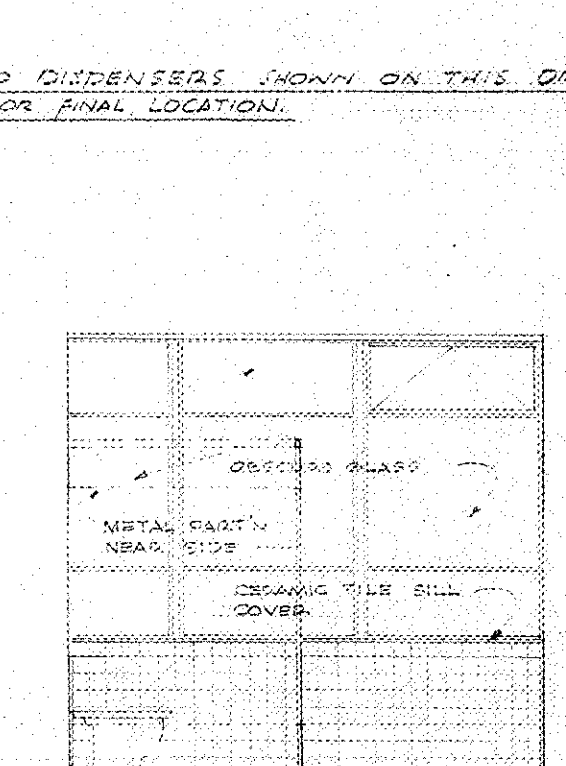 DISPENSERS SHOWN ON THIS
OR FINAL LOCATION.
OBSCURE GLASS
METAL PART'N
NEAR SIDE
CERAMIC TILE SILL
COVER